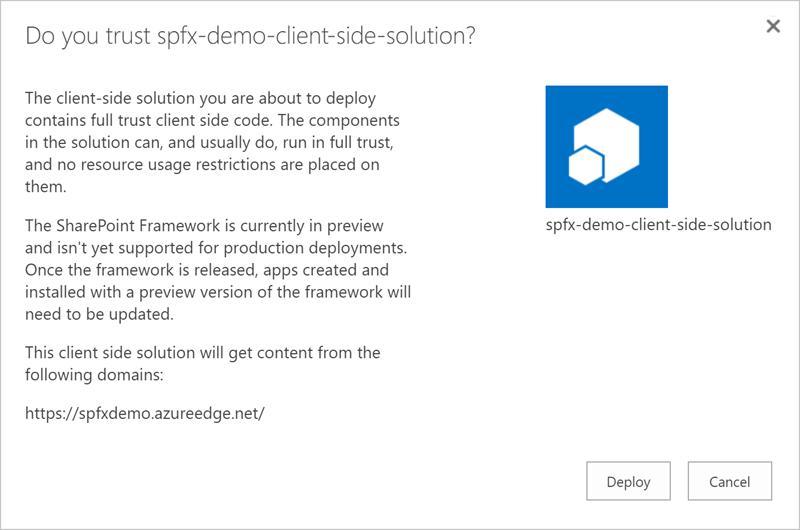 Do you trust spfx-demo-client-side-solution?
The client-side solution you are about to deploy
contains full trust client side code. The components
in the solution can, and usually do, run in full trust,
and no resource usage restrictions are placed on
them.
The SharePoint Framework is currently in preview
and isn't yet supported for production deployments.
Once the framework is released, apps created and
installed with a preview version of the framework will
need to be updated.
This client side solution will get content from the
following domains:
https://spfxdemo.azureedge.net/
spfx-demo-client-side-solution
Deploy
Cancel